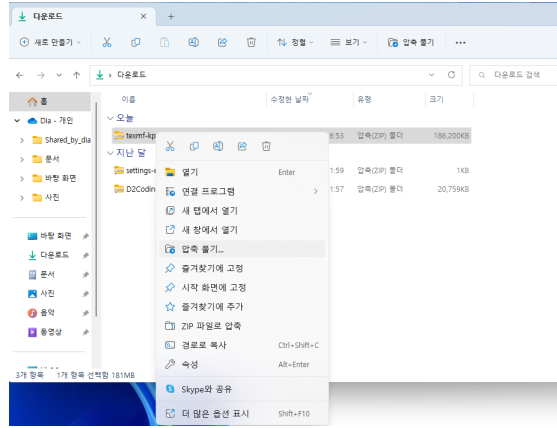 다운로드
새로 만들기
정렬
보기
압축 풀기
다운로드
다운로드 검색
홈
이름
수정한 날짜
유형
크기
Dia - 개인
오늘
Shared_by_dia
texmf-kp
6:53
압축(ZIP) 폴더
186,200KB
문서
지난 달
바탕 화면
settings-e
1:59
압축(ZIP) 폴더
1KB
사진
D2Codin
1:57
압축(ZIP) 폴더
20,759KB
바탕 화면
다운로드
문서
사진
음악
동영상
열기
Enter
연결 프로그램
새 탭에서 열기
새 창에서 열기
압축 풀기...
즐겨찾기에 고정
시작 화면에 고정
즐겨찾기에 추가
ZIP 파일로 압축
경로로 복사
Ctrl+Shift+C
속성
Alt+Enter
Skype와 공유
더 많은 옵션 표시
Shift+F10
3개 항목
1개 항목 선택함 181MB